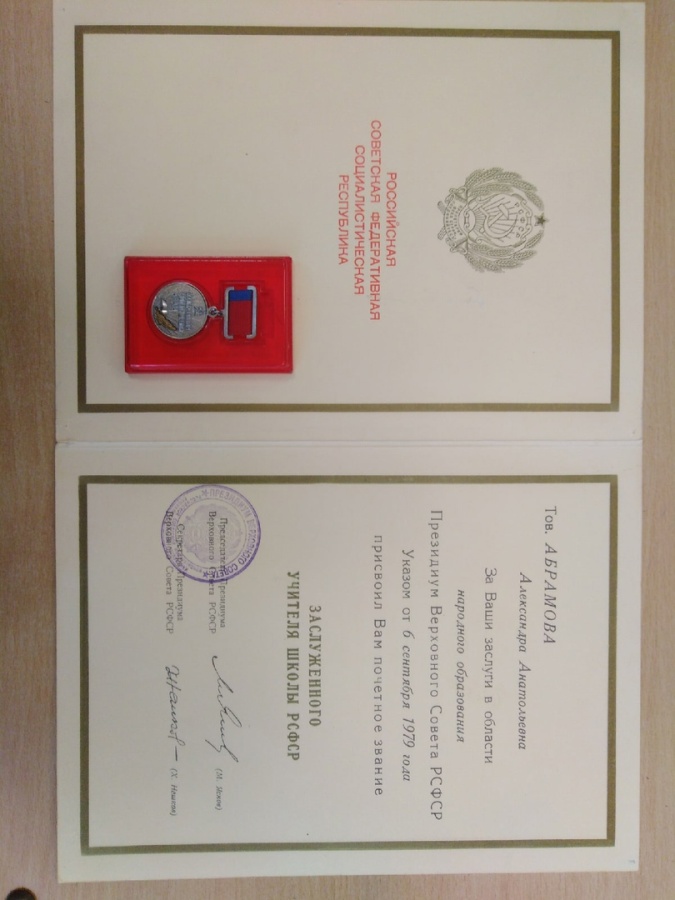 РОССИЙСКАЯ
СОВЕТСКАЯ ФЕДЕРАТИВНАЯ
СОЦИАЛИСТИЧЕСКАЯ
РЕСПУБЛИКА
Тов. АБРАМОВА
Александра Анатольевна
За Ваши заслуги в области
народного образования
Президиум Верховного Совета РСФСР
Указом от 6 сентября 1979 года
присвоил Вам почетное звание
ЗАСЛУЖЕННОГО
УЧИТЕЛЯ ШКОЛЫ РСФСР
Председатель Президиума
Верховного Совета РСФСР
(М. Яснов)
Секретарь Президиума
Верховного Совета РСФСР
(Х. Нешков)